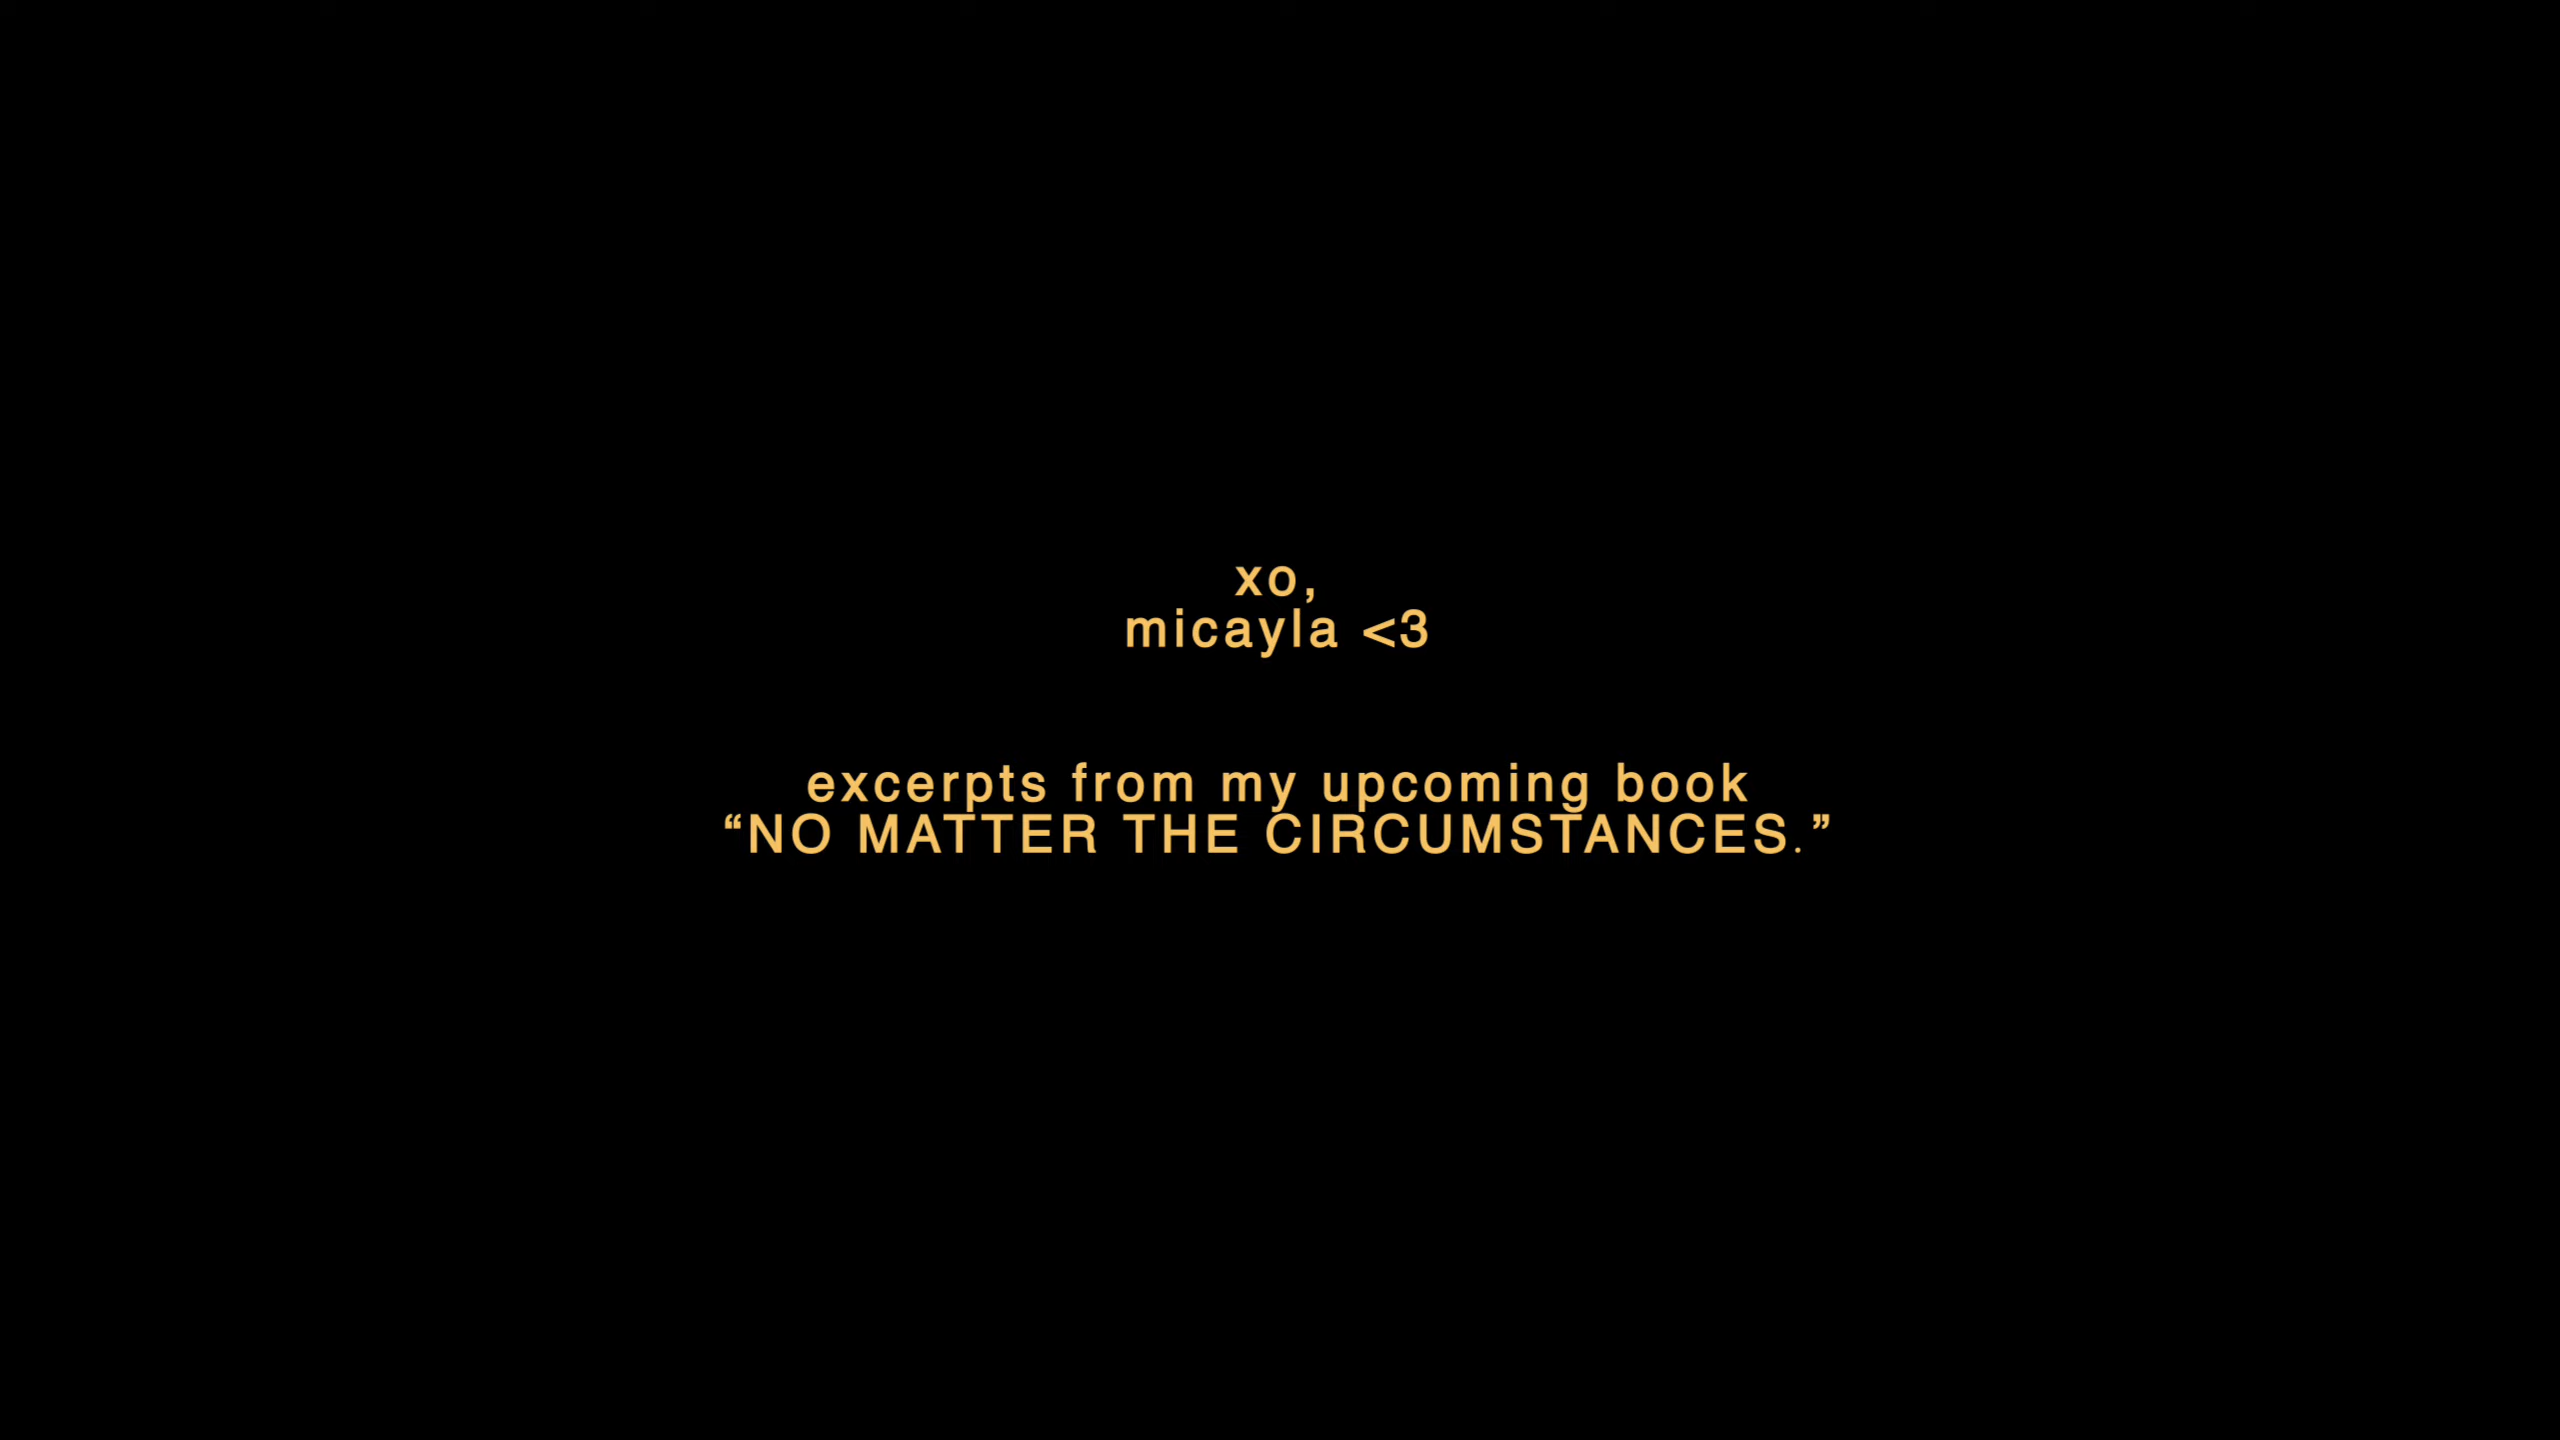 xo,
micayla <3
excerpts from my upcoming book
“NO MATTER THE CIRCUMSTANCES.”